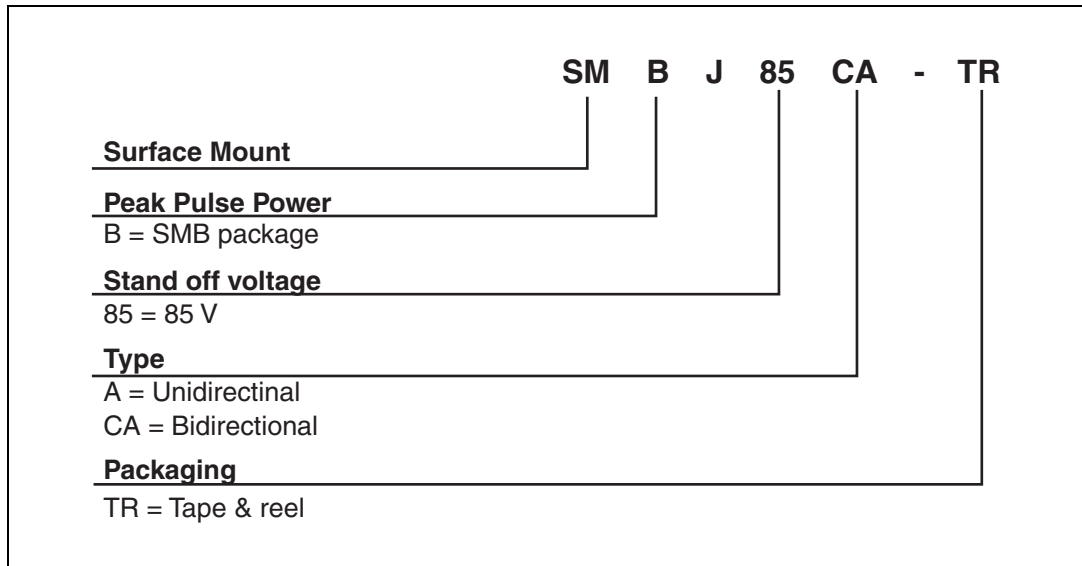 SM B J 85 CA - TR
Surface Mount
Peak Pulse Power
B = SMB package
Stand off voltage
85 = 85 V
Type
A = Unidirectinal
CA = Bidirectional
Packaging
TR = Tape & reel